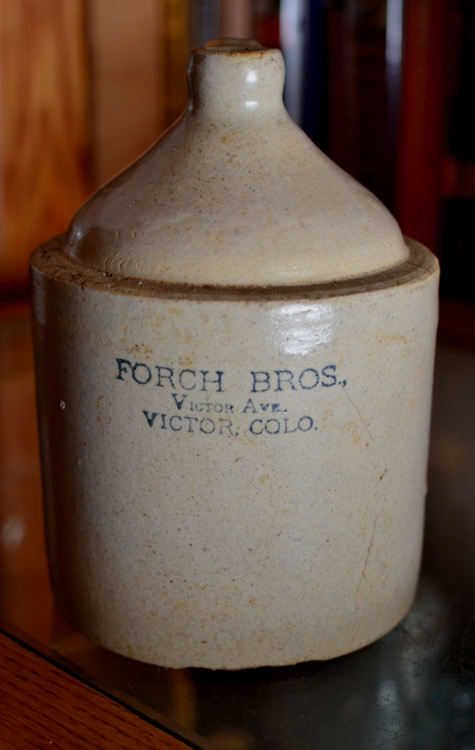 FORCH BROS.,
VICTOR AVE.
VICTOR, COLO.